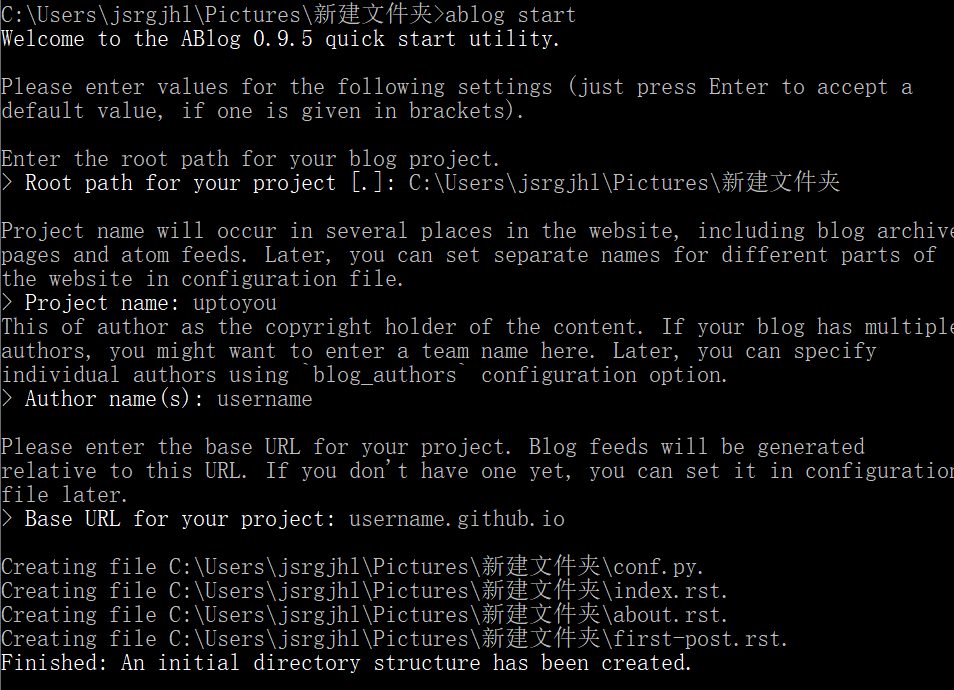 C:\Users\jsrgjhl\Pictures\新建文件夹>ablog start
Welcome to the ABlog 0.9.5 quick start utility.
Please enter values for the following settings (just press Enter to accept a
default value, if one is given in brackets).
Enter the root path for your blog project.
> Root path for your project [.]: C:\Users\jsrgjhl\Pictures\新建文件夹
Project name will occur in several places in the website, including blog archive
pages and atom feeds. Later, you can set separate names for different parts of
the website in configuration file.
> Project name: uptoyou
This of author as the copyright holder of the content. If your blog has multiple
authors, you might want to enter a team name here. Later, you can specify
individual authors using `blog_authors` configuration option.
> Author name(s): username
Please enter the base URL for your project. Blog feeds will be generated
relative to this URL. If you don't have one yet, you can set it in configuration
file later.
> Base URL for your project: username.github.io
Creating file C:\Users\jsrgjhl\Pictures\新建文件夹\conf.py.
Creating file C:\Users\jsrgjhl\Pictures\新建文件夹\index.rst.
Creating file C:\Users\jsrgjhl\Pictures\新建文件夹\about.rst.
Creating file C:\Users\jsrgjhl\Pictures\新建文件夹\first-post.rst.
Finished: An initial directory structure has been created.